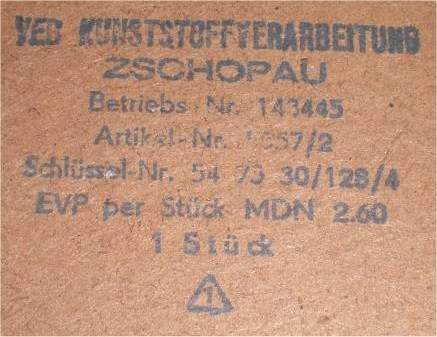 VEB KUNSTSTOFFVERARBEITUNG
ZSCHOPAU
Betriebs-Nr. 143445
Artikel-Nr.
Schlüssel-Nr. 54 73 30/128/4
EVP per Stück MDN 2.60
1 Stück
1